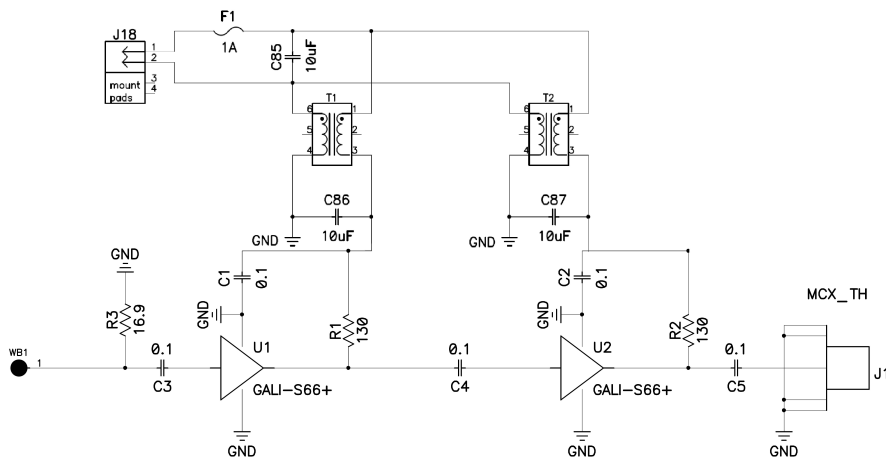 F1
J18
1A
1
2
3
4
mount
pads
C85
10uF
T1
6
1
5
2
4
3
T2
6
1
5
2
4
3
C86
10uF
GND
C87
10uF
GND
GND
C1
0.1
C2
0.1
MCX_TH
GND
GND
R3
16.9
R1
130
R2
130
WB1
1
0.1
C3
U1
GALI-S66+
0.1
C4
U2
GALI-S66+
0.1
C5
J1
GND
GND
GND